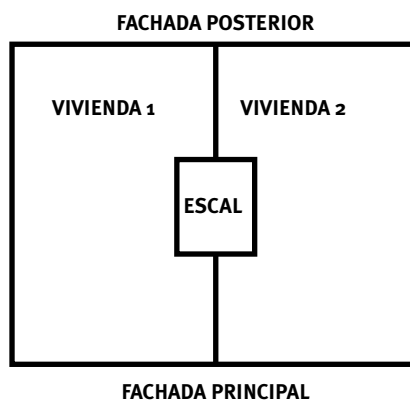 FACHADA POSTERIOR
VIVIENDA 1
VIVIENDA 2
ESCAL
FACHADA PRINCIPAL